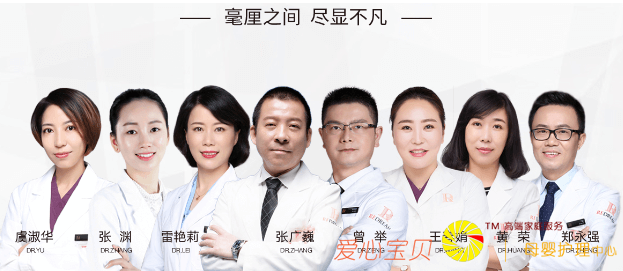 毫厘之间 尽显不凡
虞淑华 张 渊 雷艳莉 张广巍 曾 举 黄 荣 郑永强
DR.YU DR.ZHANG DR.LEI DR.ZHANG DR.ZENG DR.HUANG DR.ZHENG
爱心宝贝 TM 高端家庭服务
母婴护理中心